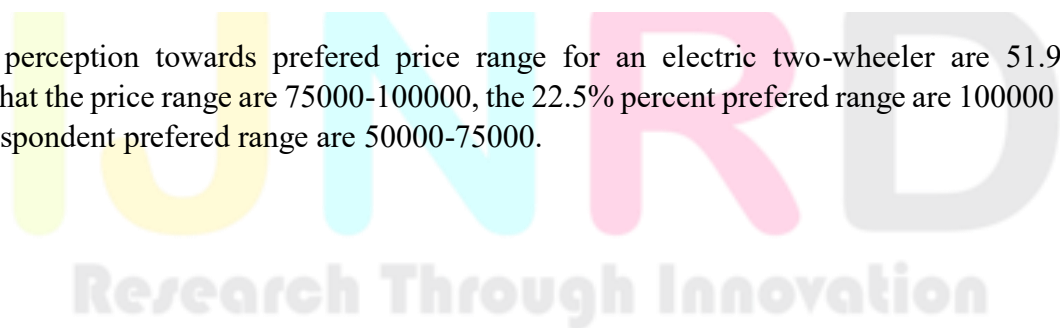 perception towards prefered price range for an electric two-wheeler are 51.9
hat the price range are 75000-100000, the 22.5% percent prefered range are 100000
spondent prefered range are 50000-75000.
IJNRD
Research Through Innovation